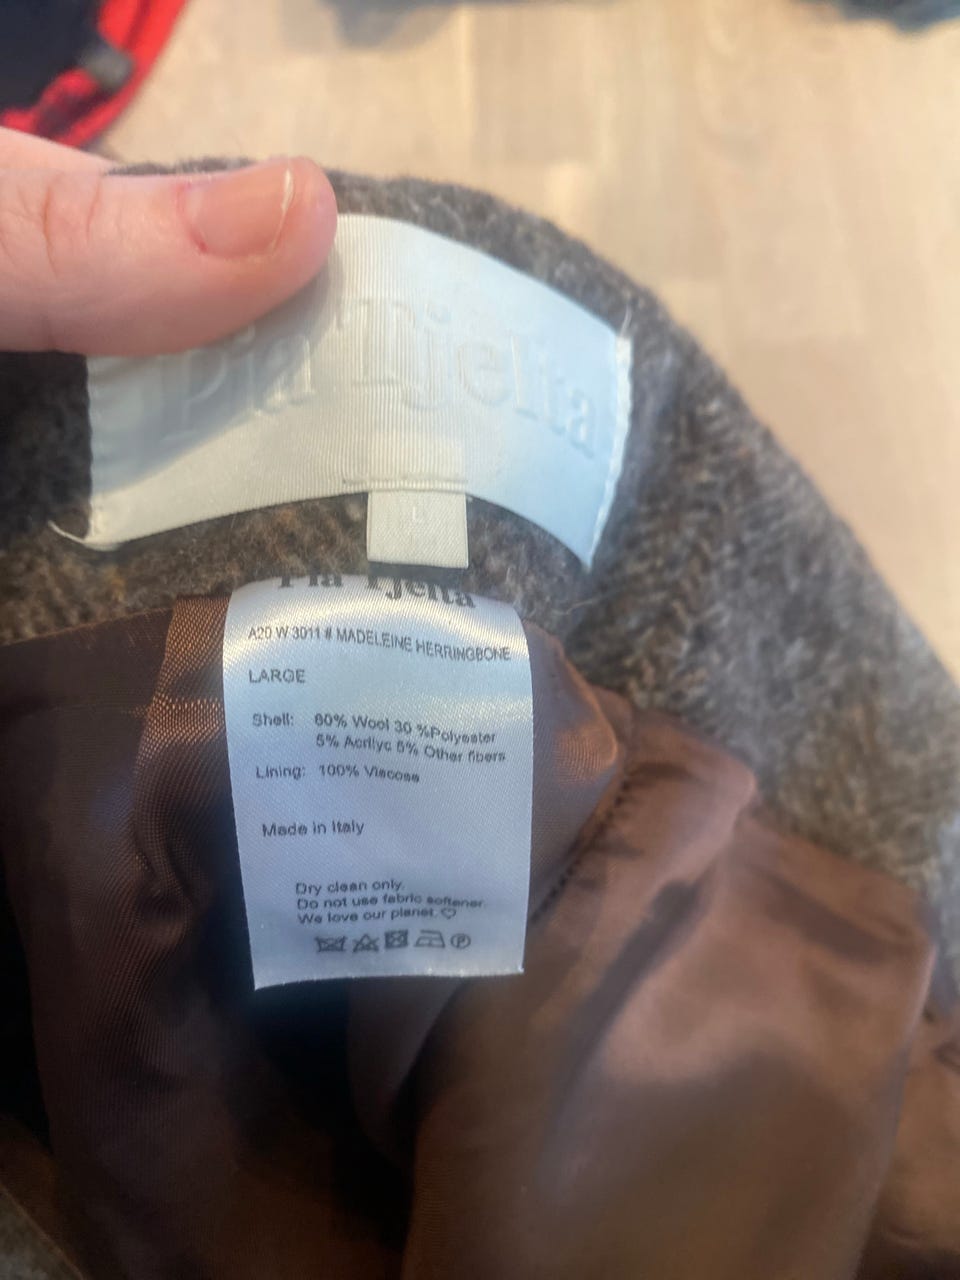 Pia Tjelta
L
Pia Tjelta
A20 W 3011 # MADELEINE HERRINGBONE
LARGE
Shell: 60% Wool 30 %Polyester
5% Acrilyc 5% Other fibers
Lining: 100% Viscose
Made in Italy
Dry clean only.
Do not use fabric softener.
We love our planet.♡
P